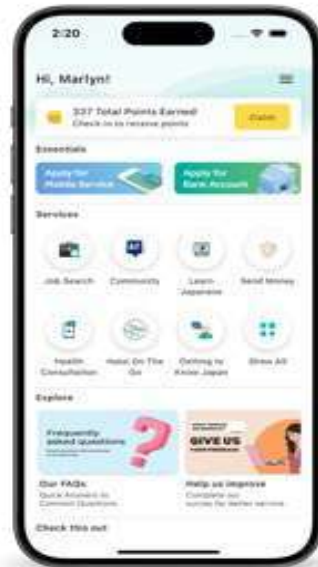 2:20
Hi, Marlyn!
337 Total Points Earned!
Check in to receive points
Claim
Essentials
Apply for
Mobile Service
Apply for
Bank Account
Services
Job Search
Community
Learn
Japanese
Send Money
Health
Consultation
Halal On The
Go
Getting to
Know Japan
Show All
Explore
Frequently
asked questions
GIVE US
YOUR FEEDBACK
Our FAQs
Quick Answers to
Common Questions
Help us improve
Complete our
survey for better service
Check this out